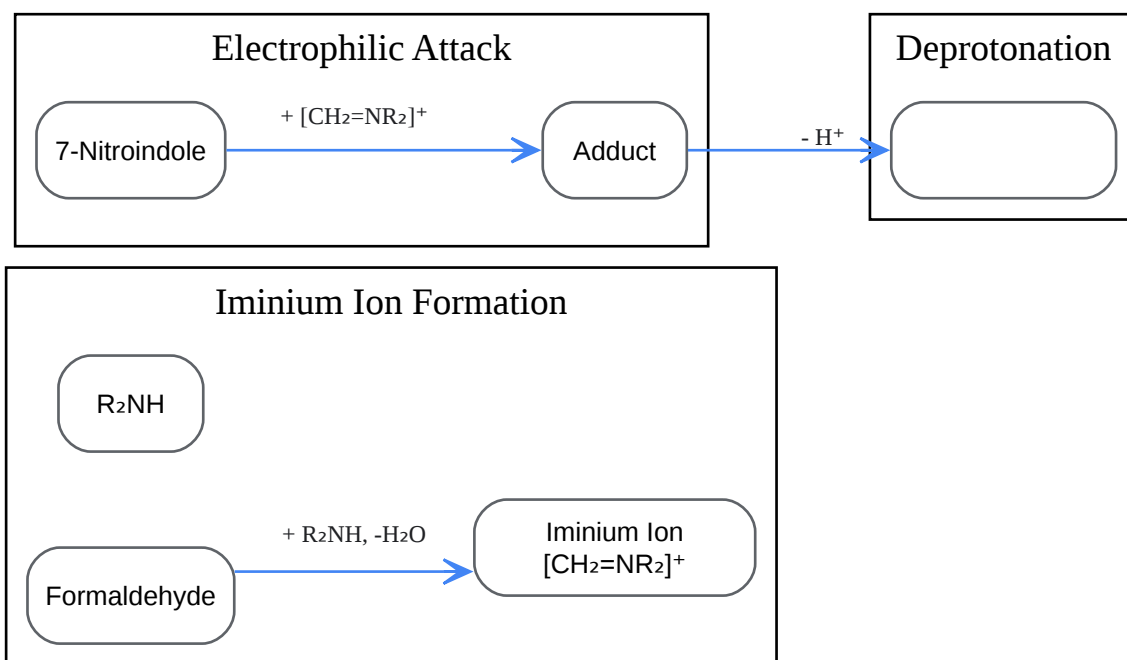 Electrophilic Attack
Deprotonation
+ [CH₂=NR₂]⁺
7-Nitroindole
Adduct
- H⁺
Iminium Ion Formation
R₂NH
+ R₂NH, -H₂O
Iminium Ion
[CH₂=NR₂]⁺
Formaldehyde